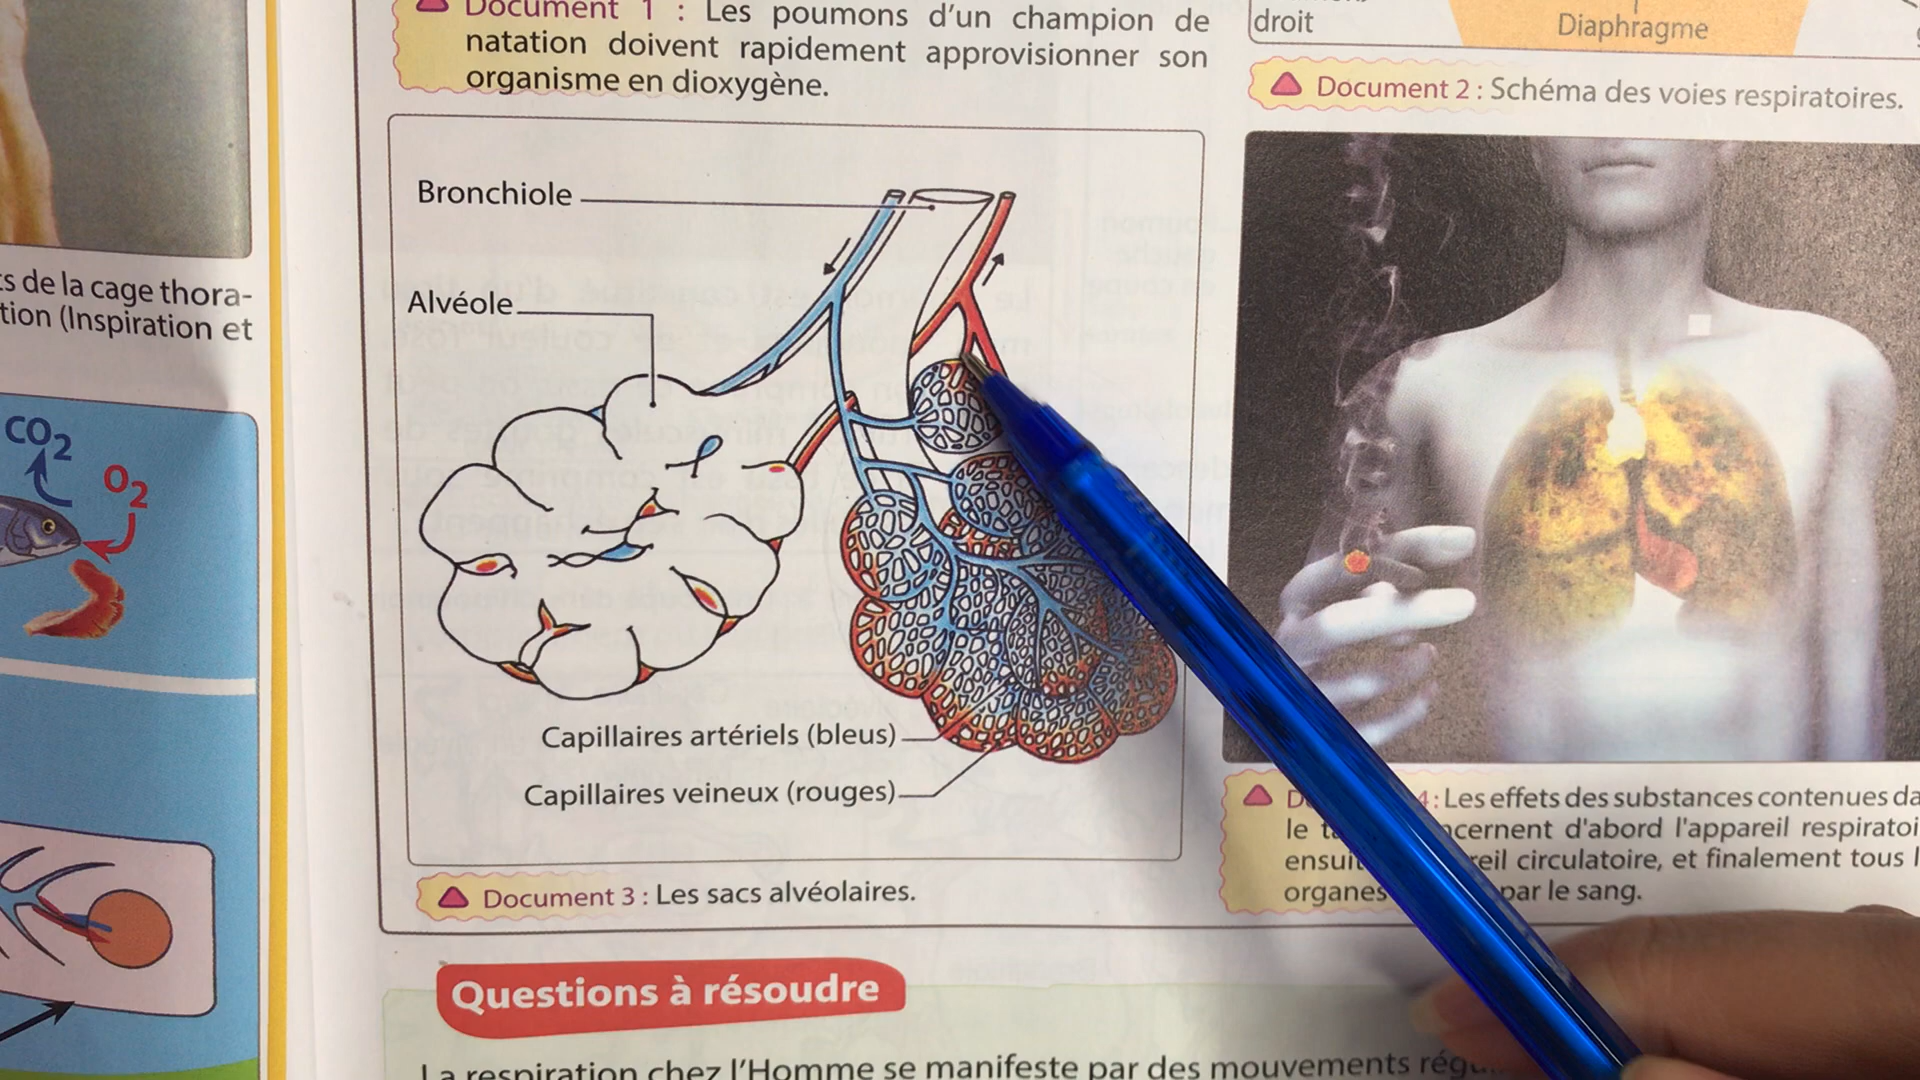 Document 1 : Les poumons d'un champion de
natation doivent rapidement approvisionner son
organisme en dioxygène.
droit
Diaphragme
Document 2 : Schéma des voies respiratoires.
s de la cage thora-
tion (Inspiration et
CO2
O2
Bronchiole
Alvéole
Capillaires artériels (bleus)
Capillaires veineux (rouges)
Document 3 : Les sacs alvéolaires.
4 : Les effets des substances contenues da
le cernent d'abord l'appareil respiratoi
ensui reil circulatoire, et finalement tous l
organes par le sang.
Questions à résoudre
La respiration chez l'Homme se manifeste par des mouvements rég